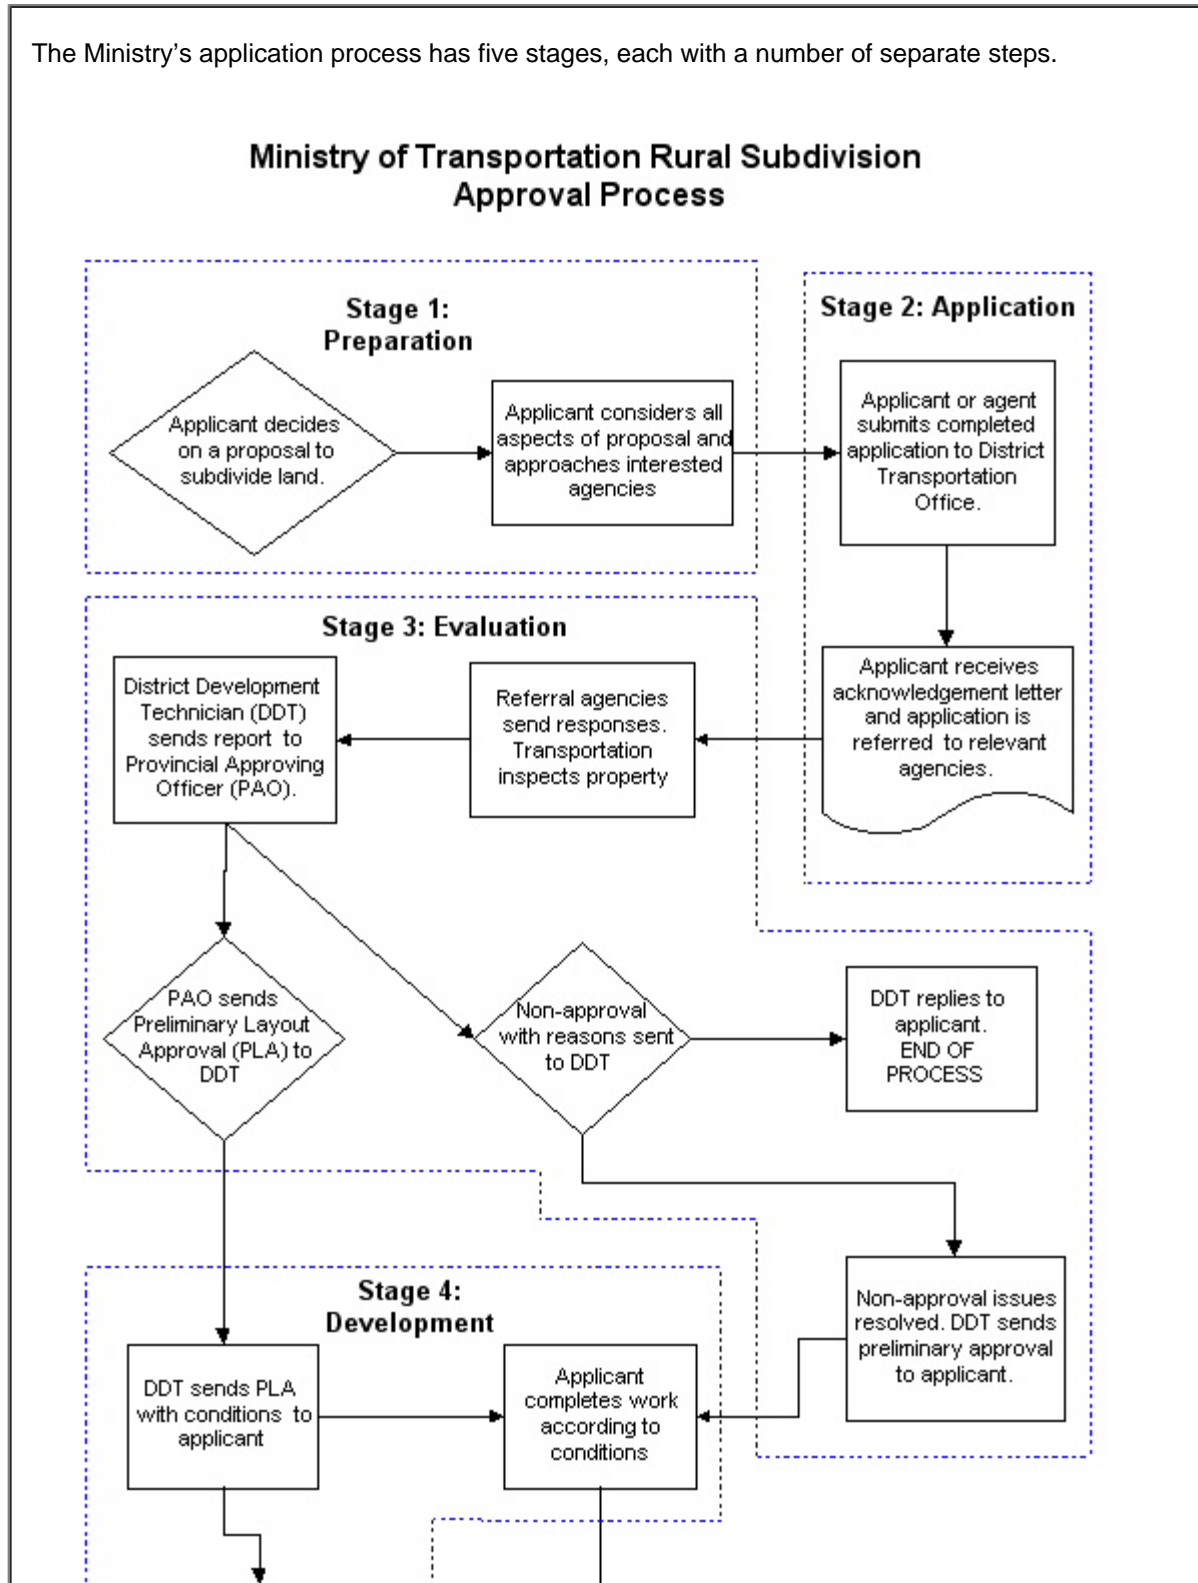 The Ministry’s application process has five stages, each with a number of separate steps.
Ministry of Transportation Rural Subdivision
Approval Process
Stage 1:
Preparation
Applicant decides
on a proposal to
subdivide land.
Applicant considers all
aspects of proposal and
approaches interested
agencies
Stage 2: Application
Applicant or agent
submits completed
application to District
Transportation
Office.
Applicant receives
acknowledgement letter
and application is
referred to relevant
agencies.
Stage 3: Evaluation
Referral agencies
send responses.
Transportation
inspects property
District Development
Technician (DDT)
sends report to
Provincial Approving
Officer (PAO).
PAO sends
Preliminary Layout
Approval (PLA) to
DDT
Non-approval
with reasons sent
to DDT
DDT replies to
applicant.
END OF
PROCESS
Non-approval issues
resolved. DDT sends
preliminary approval
to applicant.
Stage 4:
Development
DDT sends PLA
with conditions to
applicant
Applicant
completes work
according to
conditions